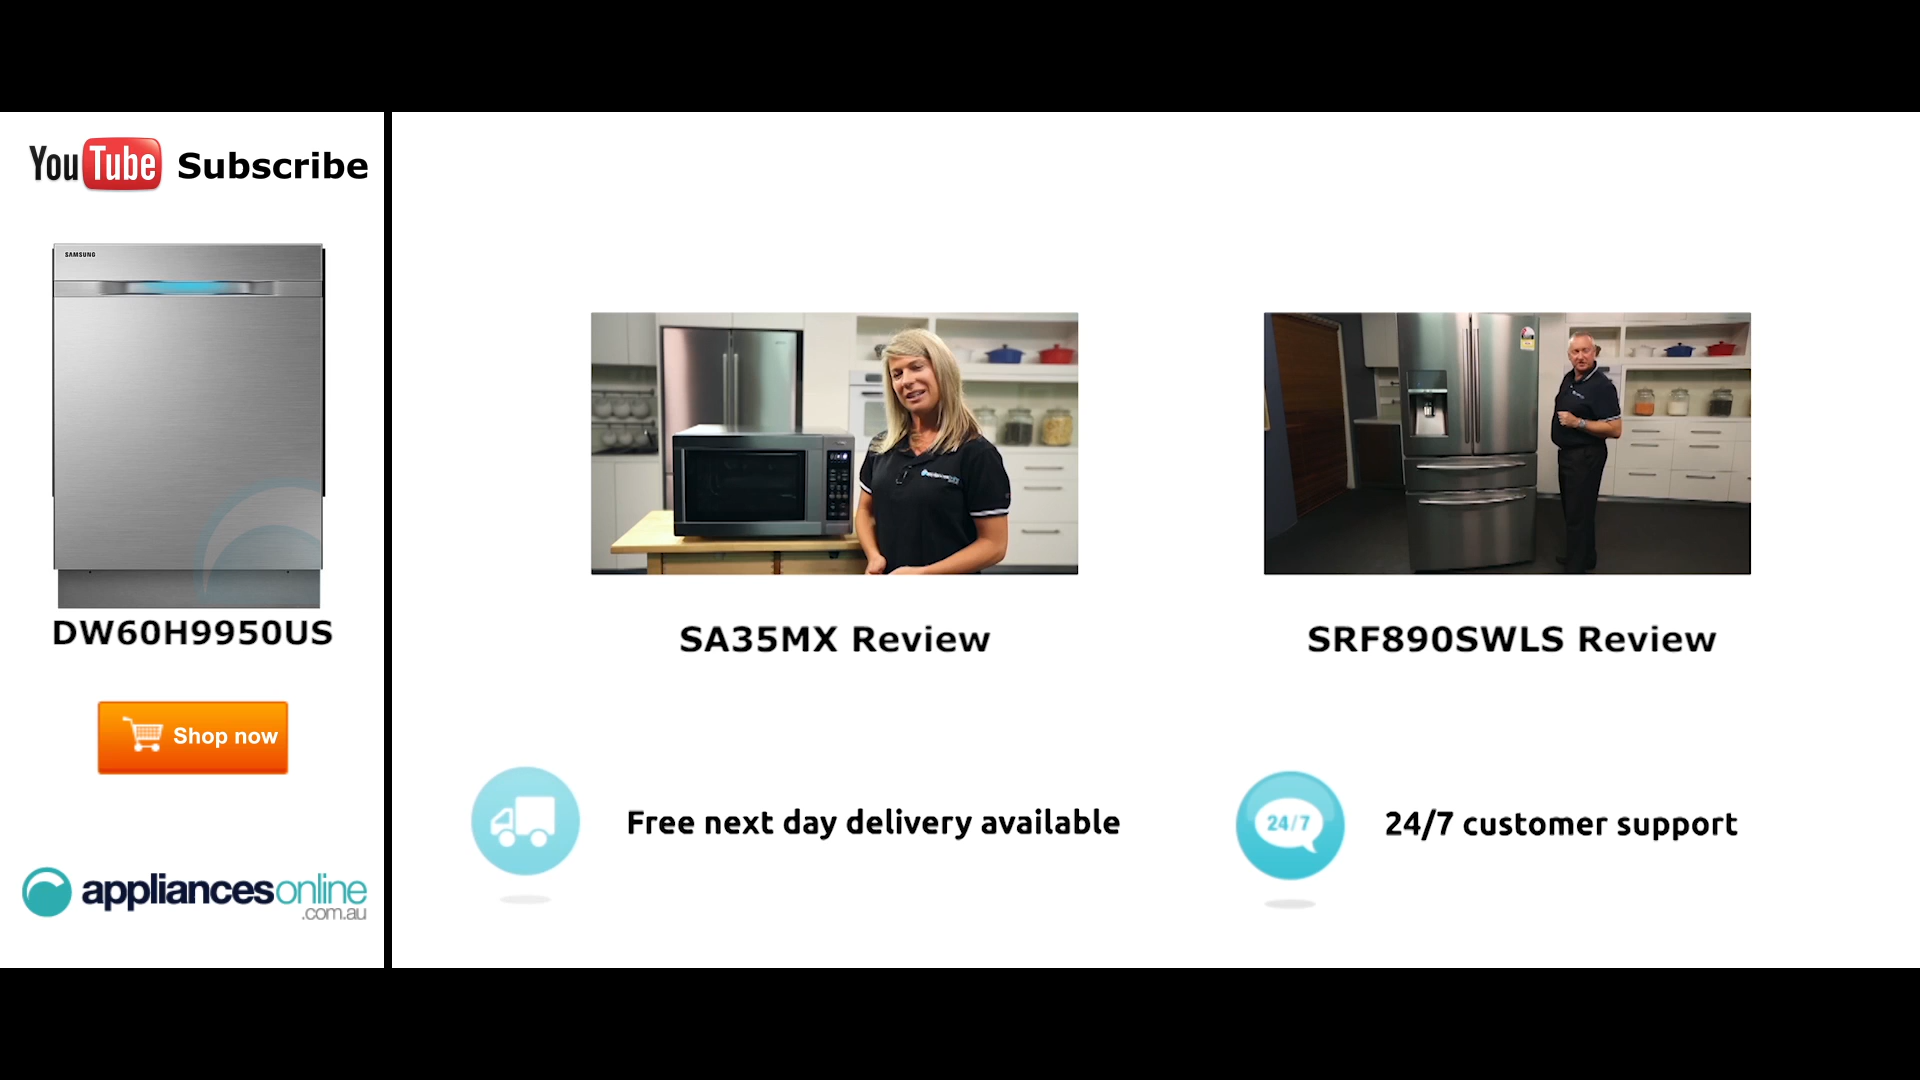 YouTube Subscribe
SAMSUNG
DW60H9950US
Shop now
appliancesonline
.com.au
SA35MX Review
SRF890SWLS Review
Free next day delivery available
24/7
24/7 customer support